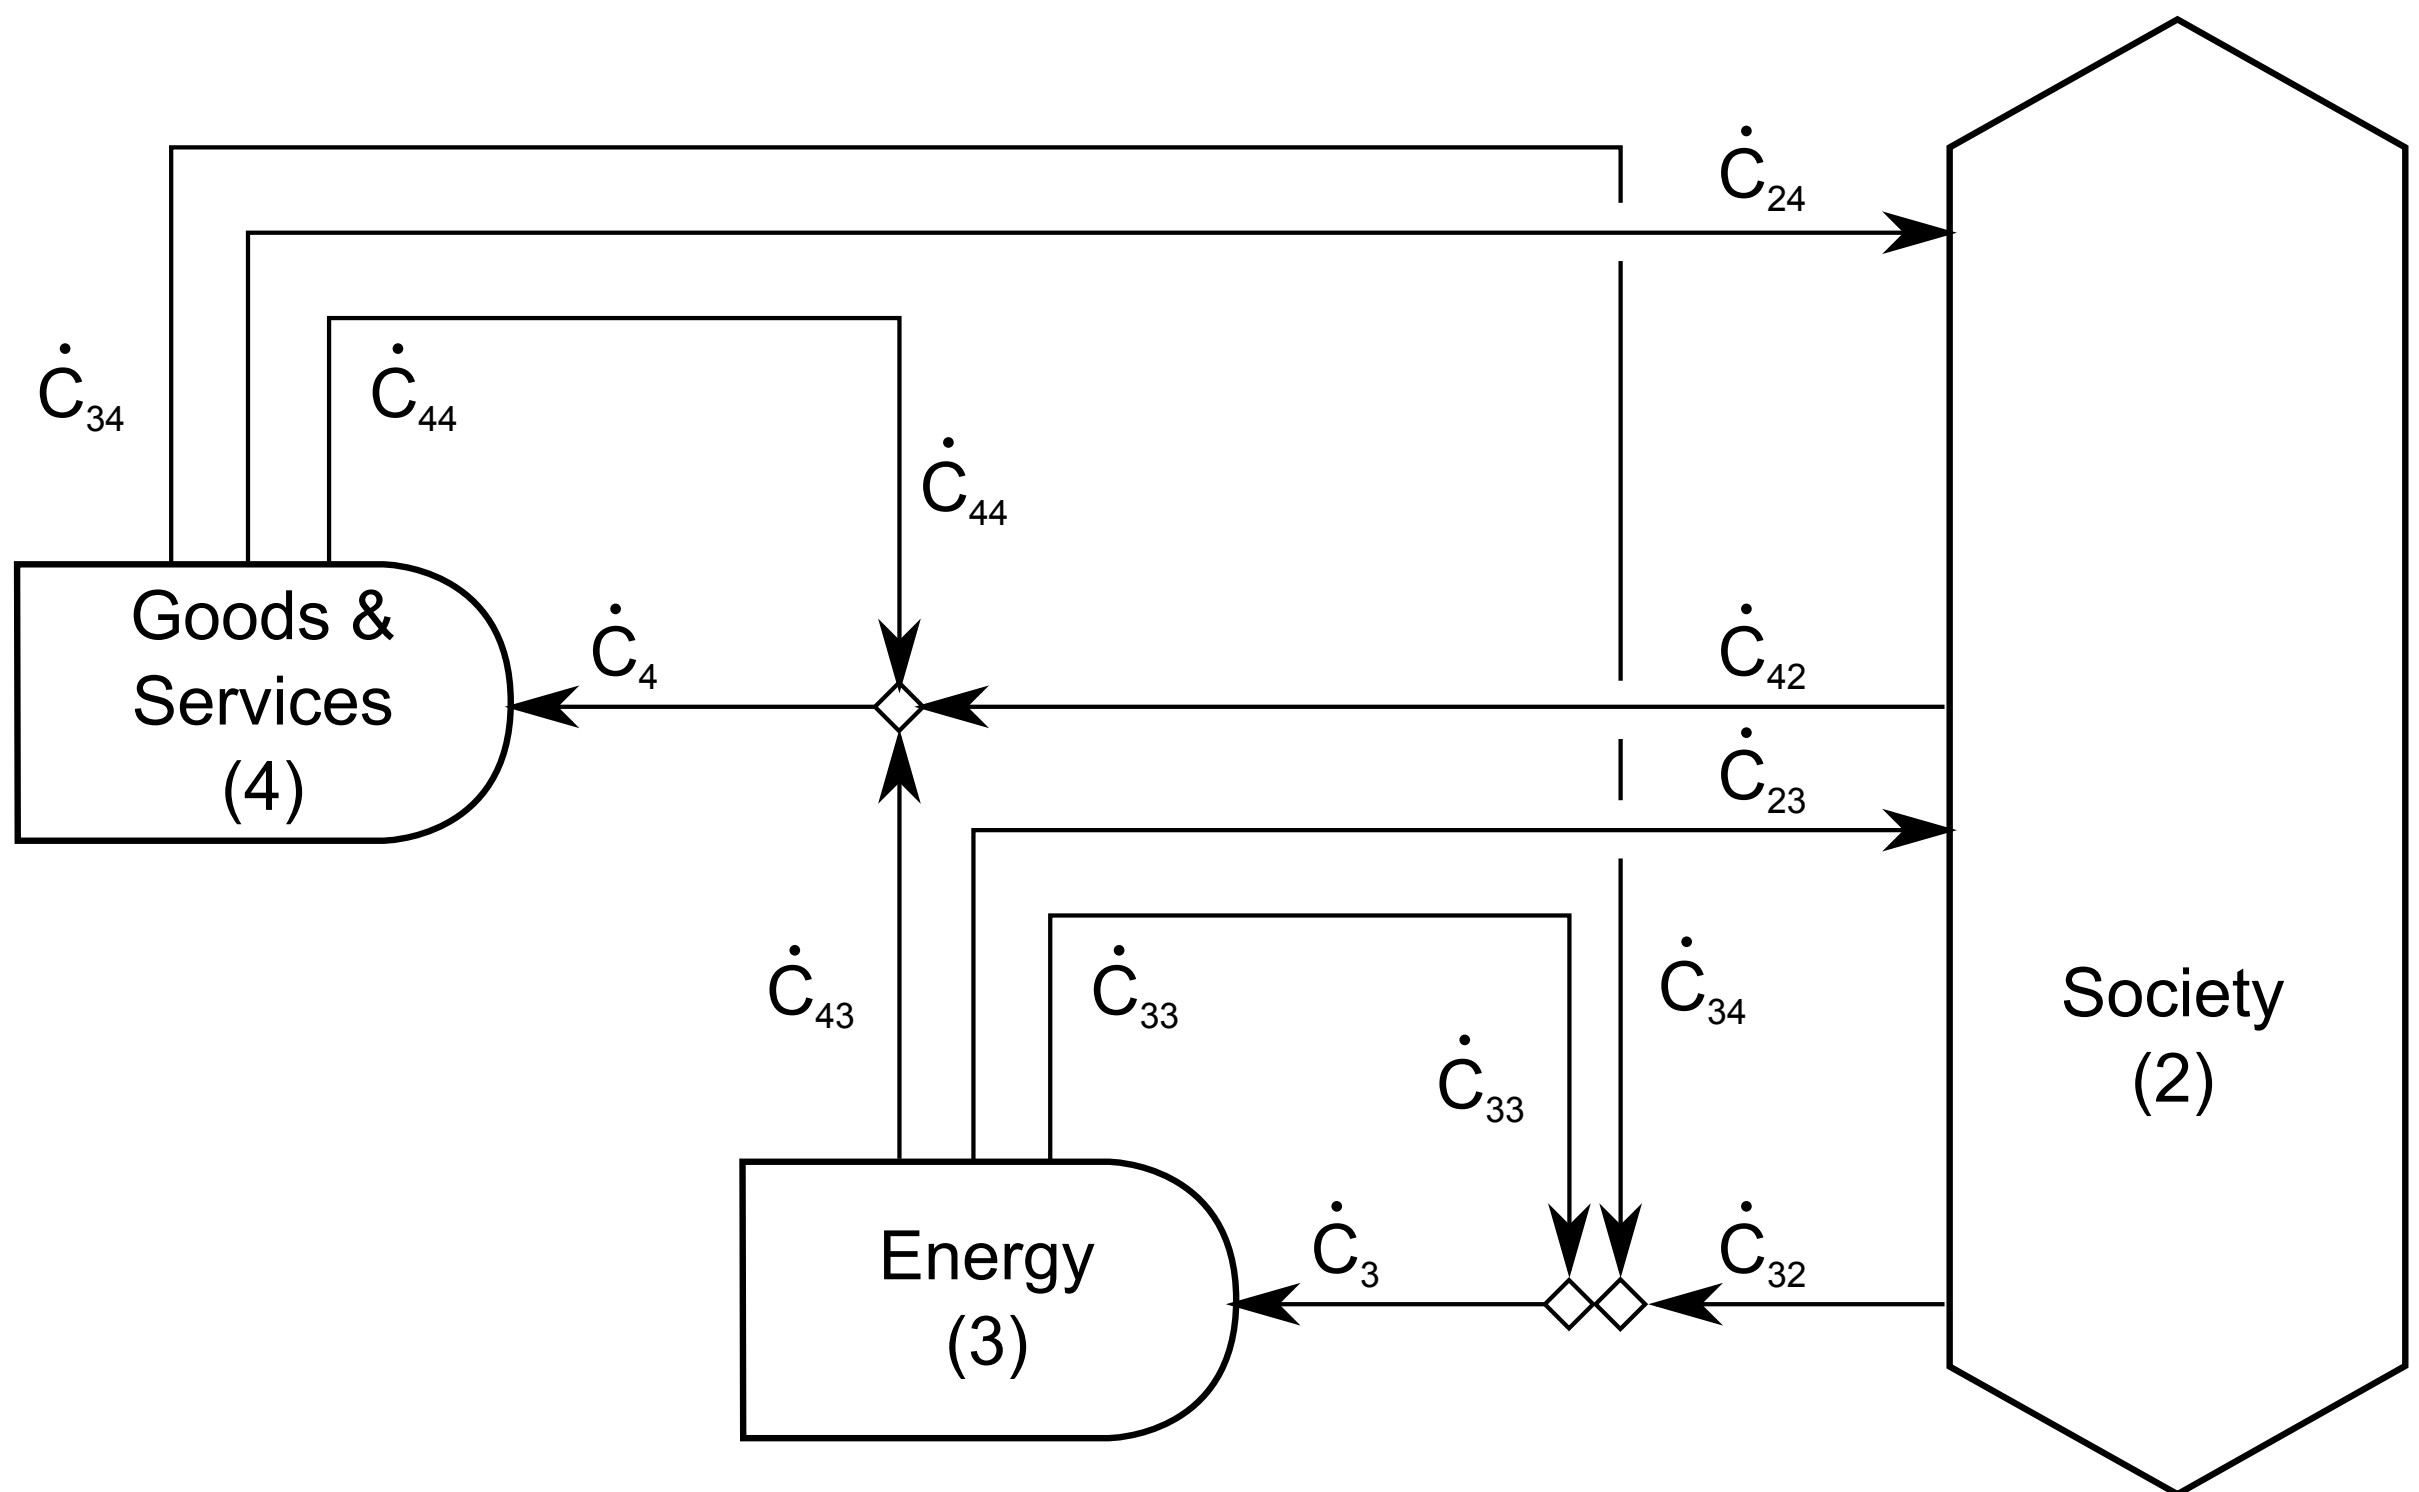 Ċ₂₄
Ċ₃₄
Ċ₄₄
Ċ₄₄
Goods &
Services
(4)
Ċ₄
Ċ₄₂
Ċ₂₃
Ċ₄₃
Ċ₃₃
Ċ₃₄
Ċ₃₃
Society
(2)
Energy
(3)
Ċ₃
Ċ₃₂